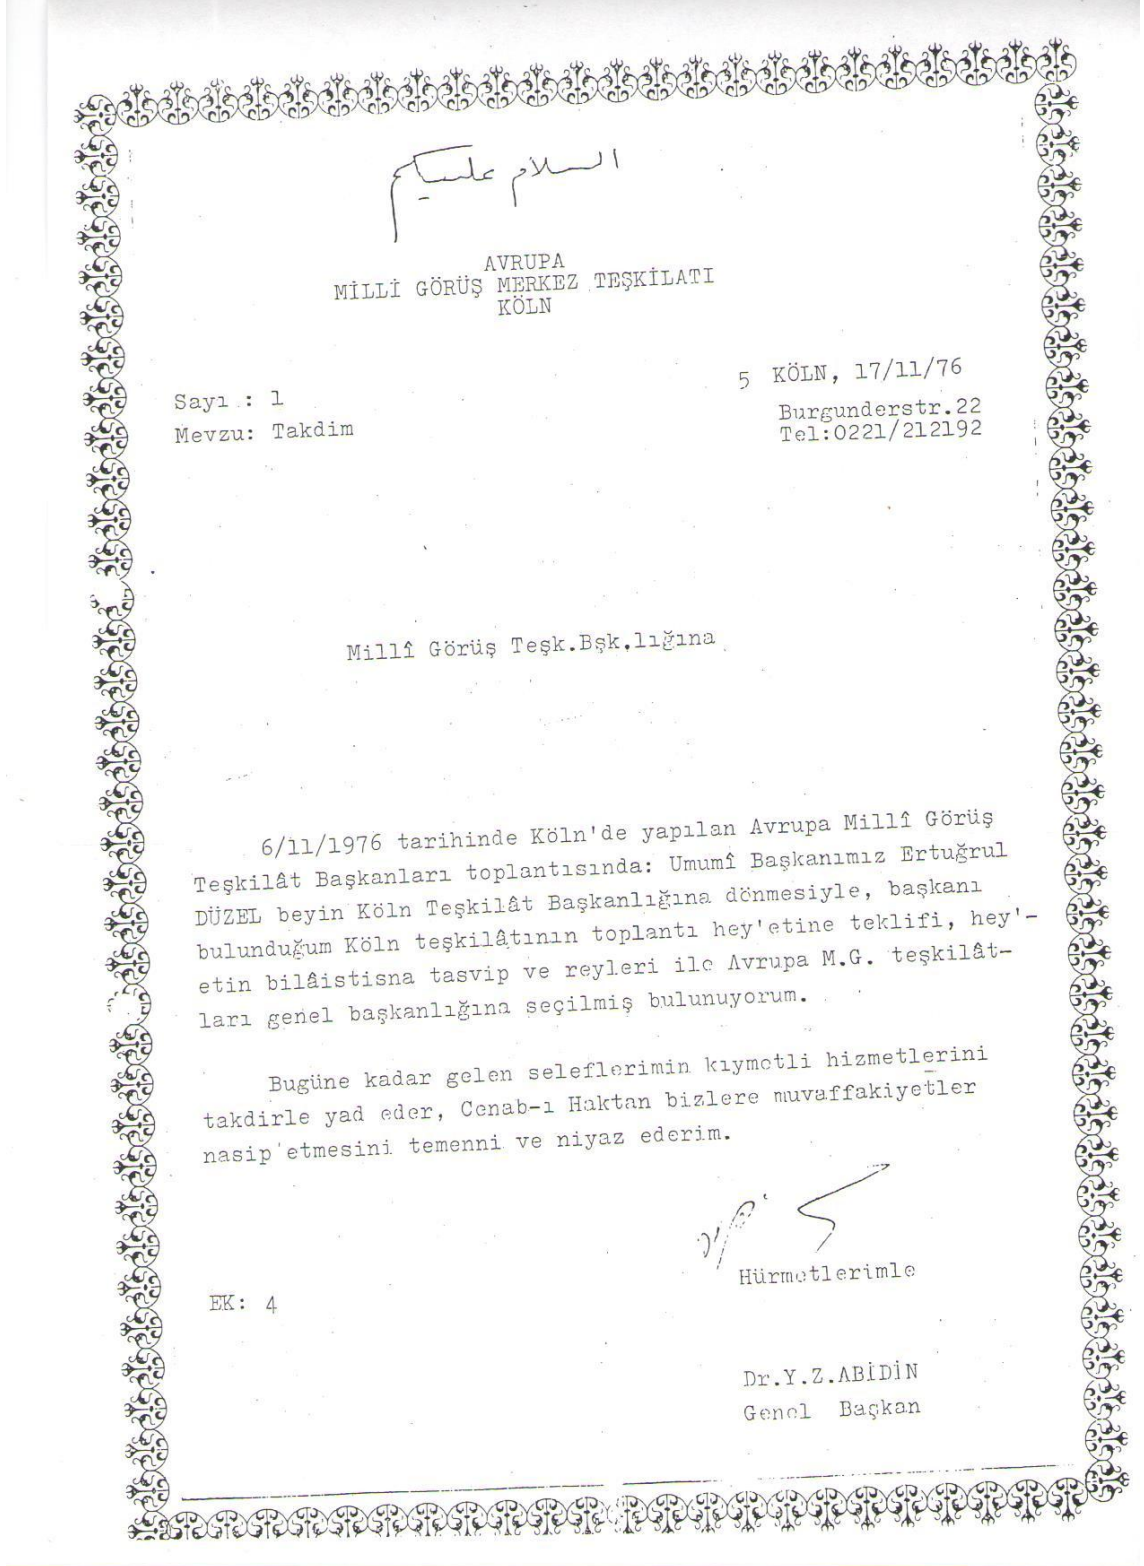 السلام عليكم
AVRUPA
MİLLİ GÖRÜŞ MERKEZ TEŞKİLATI
KÖLN
5 KÖLN, 17/11/76
Sayı : 1
Burgunderstr.22
Mevzu: Takdim
Tel:0221/212192
Millî Görüş Teşk.Bşk.lığına
6/11/1976 tarihinde Köln'de yapılan Avrupa Millî Görüş
Teşkilât Başkanları toplantısında: Umumî Başkanımız Ertuğrul
DÜZEL beyin Köln Teşkilât Başkanlığına dönmesiyle, başkanı
bulunduğum Köln teşkilâtının toplantı hey'etine teklifi, hey'-
etin bilâistisna tasvip ve reyleri ile Avrupa M.G. teşkilât-
ları genel başkanlığına seçilmiş bulunuyorum.
Bugüne kadar gelen seleflerimin kıymetli hizmetlerini
takdirle yad eder, Cenab-ı Haktan bizlere muvaffakiyetler
nasip etmesini temenni ve niyaz ederim.
Hürmetlerimle
EK: 4
Dr.Y.Z.ABİDİN
Genel Başkan